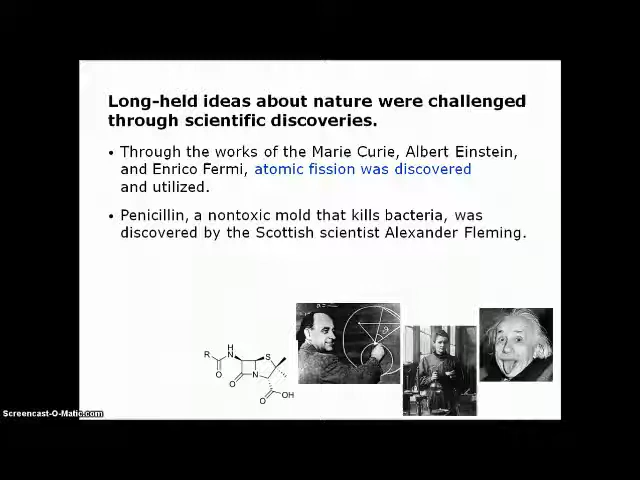 Long-held ideas about nature were challenged
through scientific discoveries.
• Through the works of the Marie Curie, Albert Einstein,
and Enrico Fermi, atomic fission was discovered
and utilized.
• Penicillin, a nontoxic mold that kills bacteria, was
discovered by the Scottish scientist Alexander Fleming.
R
H
N
S
O
O
N
O
OH
Screencast-O-Matic.com